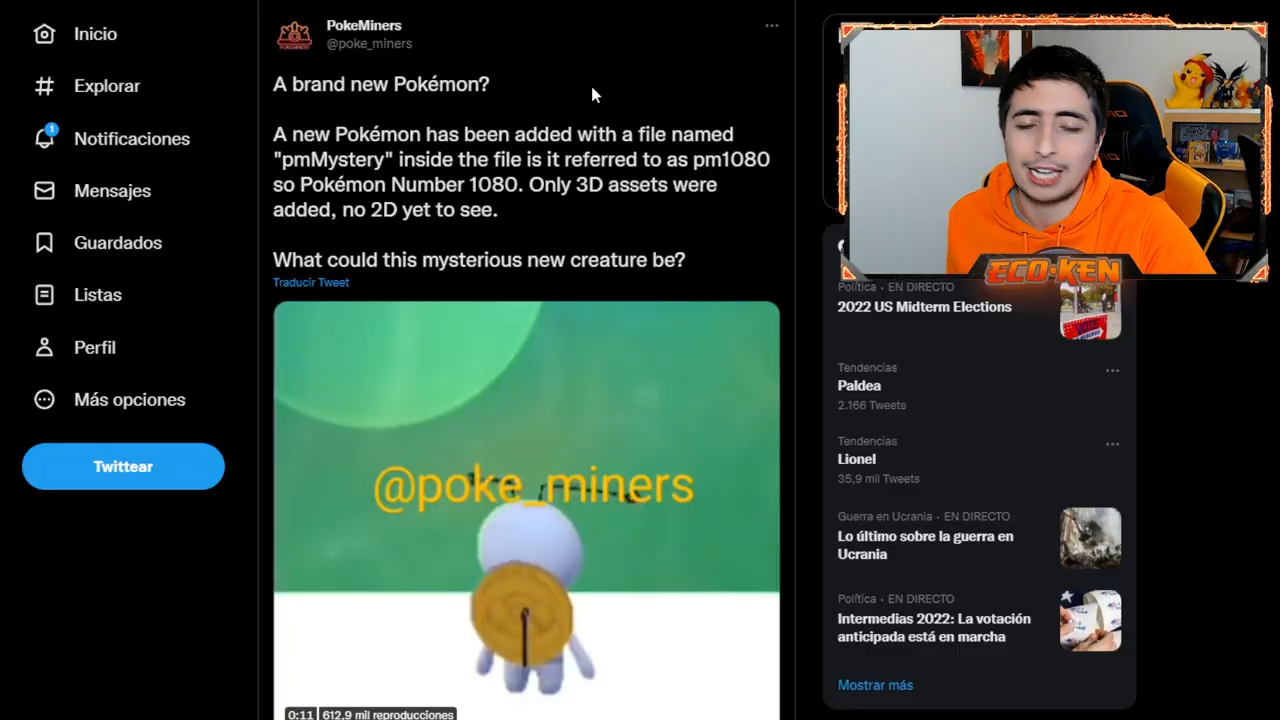 Inicio
Explorar
1
Notificaciones
Mensajes
Guardados
Listas
Perfil
Más opciones
Twittear
PokeMiners
@poke_miners
A brand new Pokémon?
A new Pokémon has been added with a file named
"pmMystery" inside the file is it referred to as pm1080
so Pokémon Number 1080. Only 3D assets were
added, no 2D yet to see.
What could this mysterious new creature be?
Traducir Tweet
@poke_miners
0:11
612,9 mil reproducciones
ECO-KEN
Política · EN DIRECTO
2022 US Midterm Elections
Tendencias
Paldea
2.166 Tweets
Tendencias
Lionel
35,9 mil Tweets
Guerra en Ucrania · EN DIRECTO
Lo último sobre la guerra en
Ucrania
Política · EN DIRECTO
Intermedias 2022: La votación
anticipada está en marcha
Mostrar más